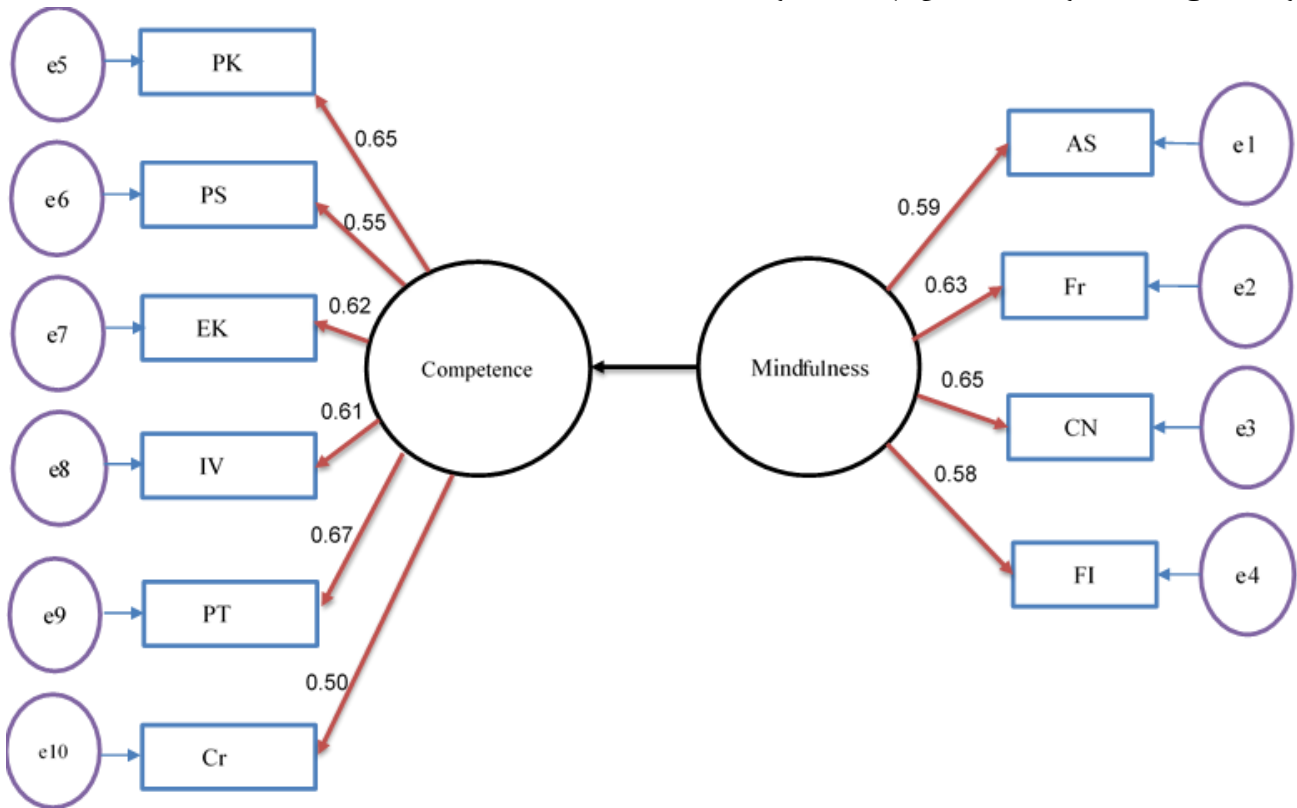 e5
PK
0.65
e6
PS
0.55
e7
EK
0.62
Competence
e8
IV
0.61
e9
PT
0.67
e10
Cr
0.50
Mindfulness
0.59
AS
e1
0.63
Fr
e2
0.65
CN
e3
0.58
FI
e4